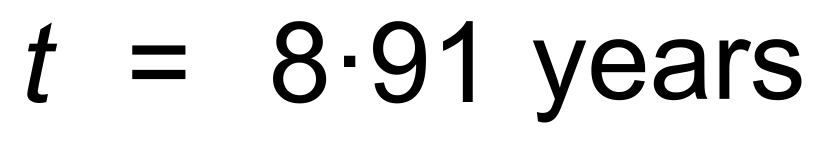 t = 8·91 years